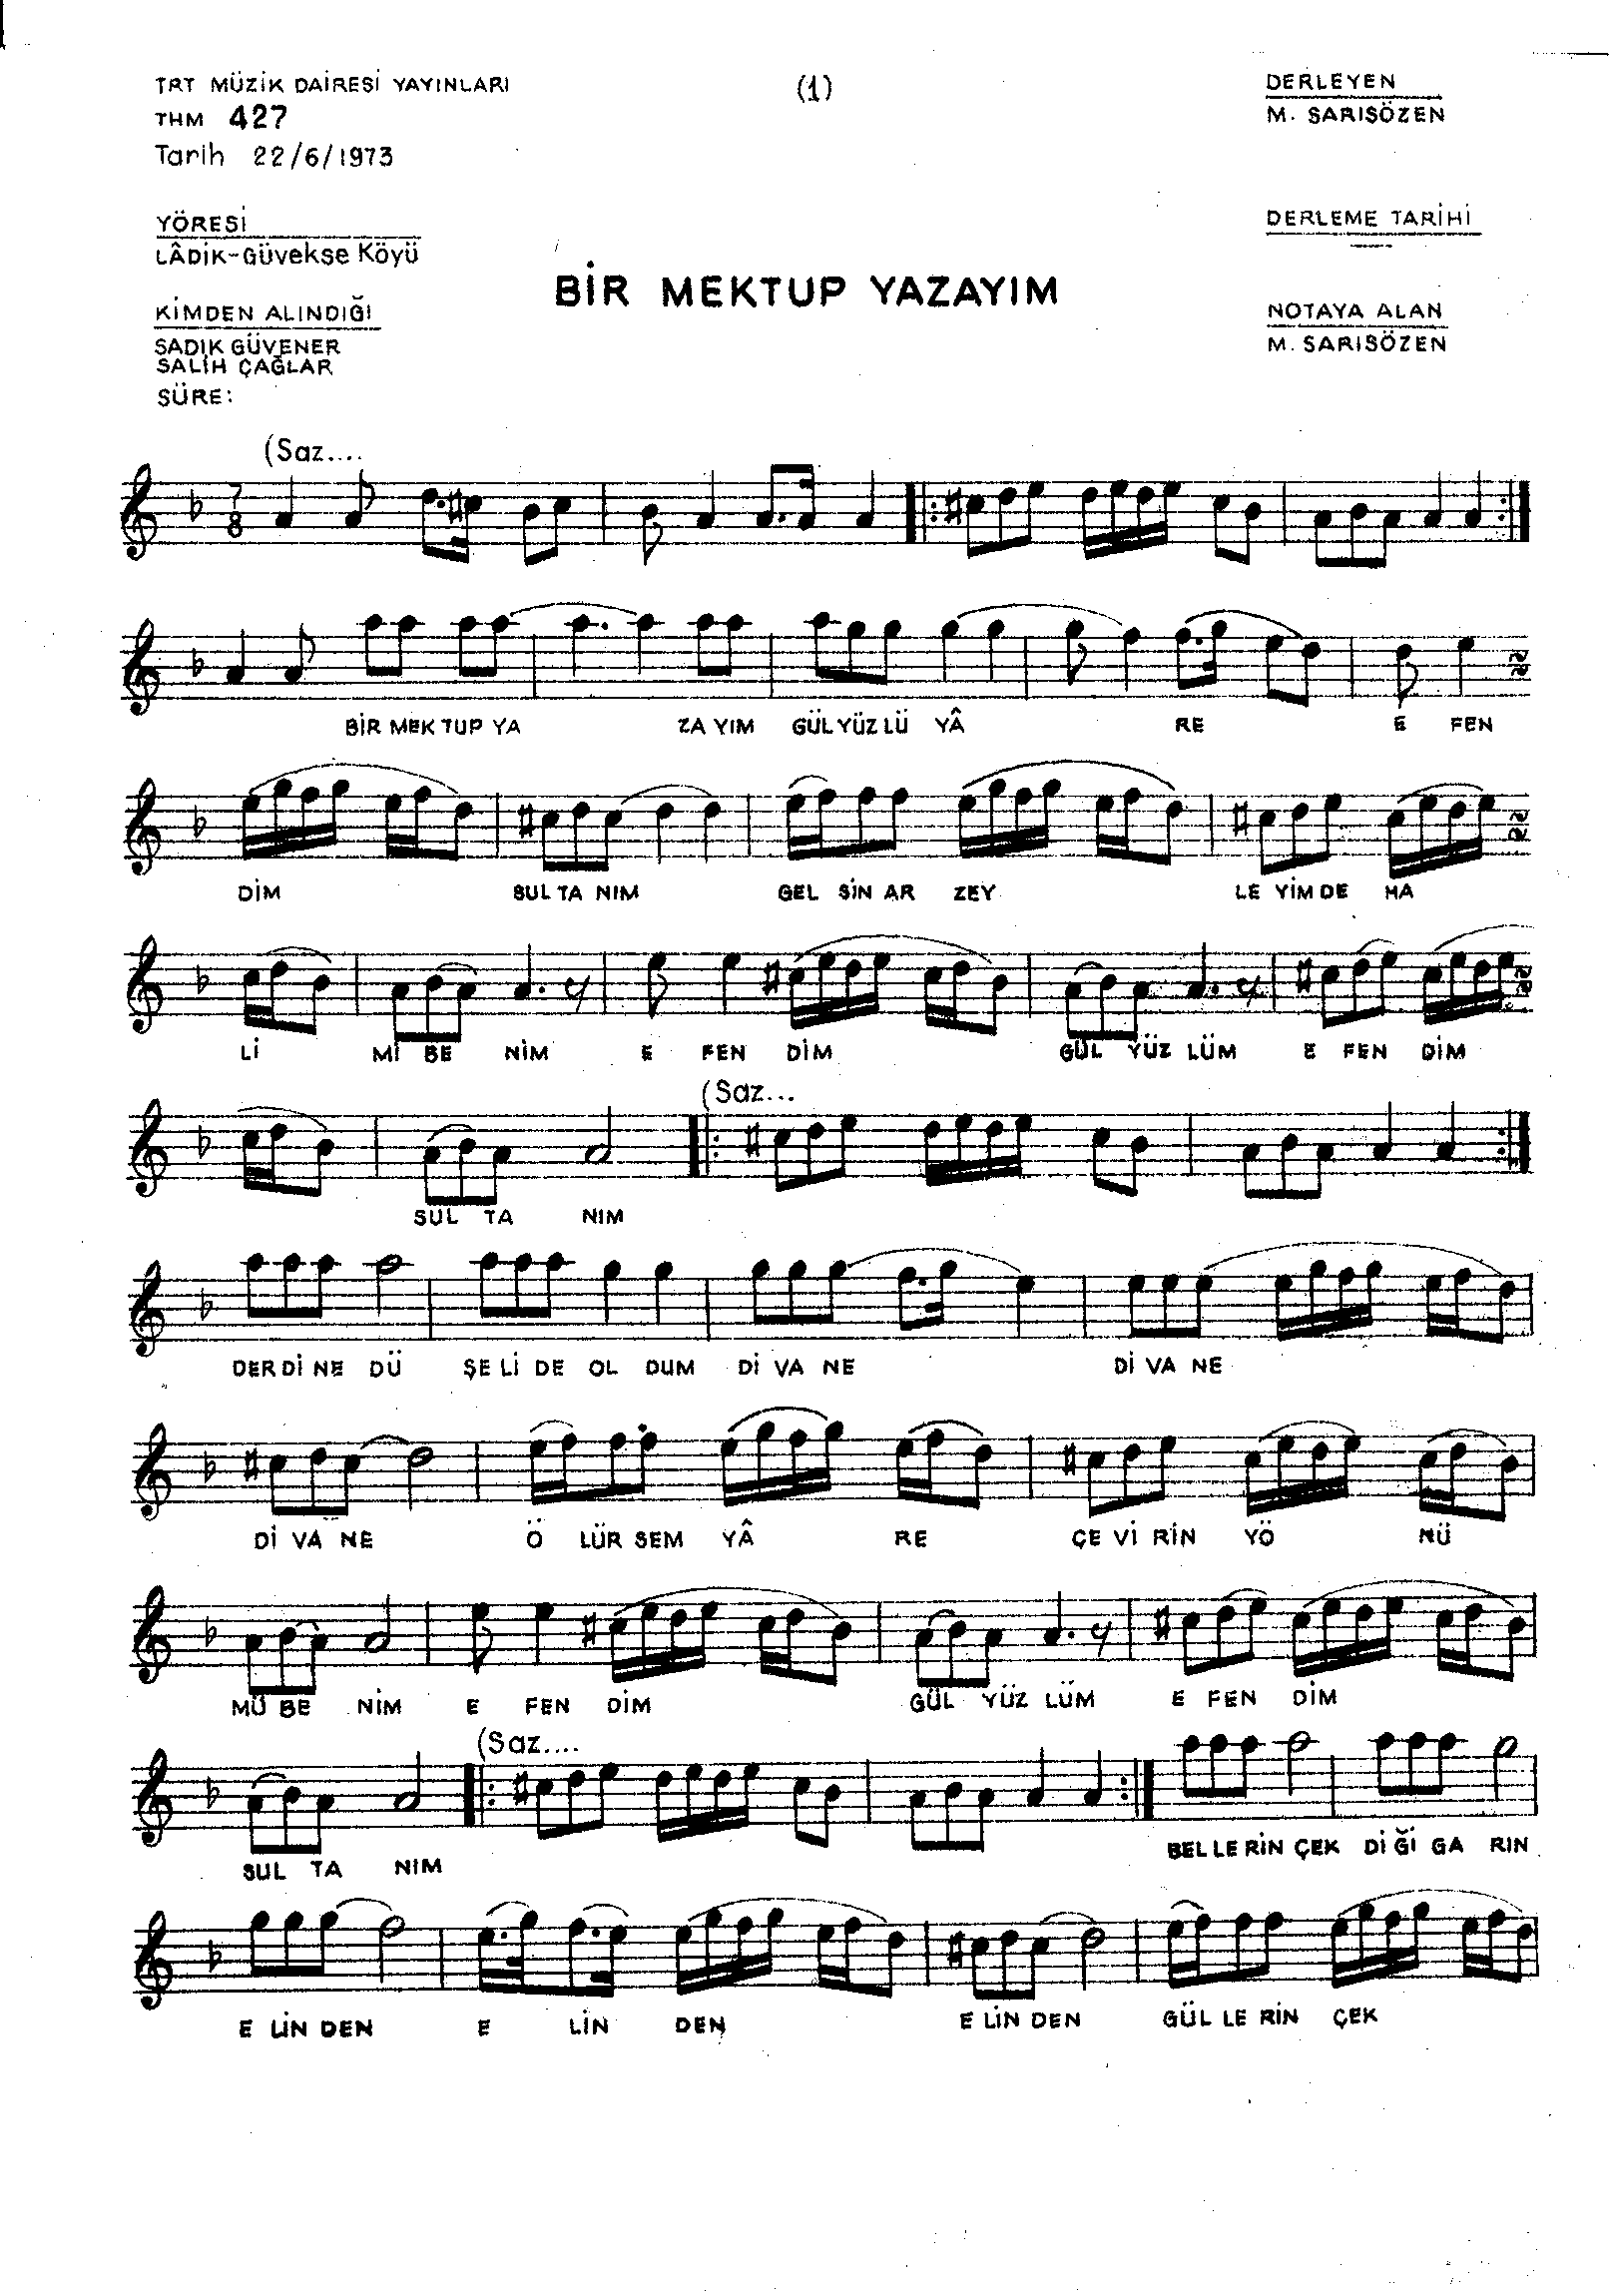 TRT MÜZİK DAİRESİ YAYINLARI
THM 427
Tarih 22/6/1973
(1)
DERLEYEN
M. SARISÖZEN
YÖRESİ
LÂDİK-GÜvekse Köyü
DERLEME TARİHİ
BİR MEKTUP YAZAYIM
KİMDEN ALINDIĞI
SADIK GÜVENER
SALİH ÇAĞLAR
NOTAYA ALAN
M. SARISÖZEN
SÜRE:
(Saz....
7
8
BİR MEK TUP YA ZA YIM GÜL YÜZ LÜ YÂ RE E FEN
DİM SUL TA NIM GEL SİN AR ZEY LE YİM DE HA
Lİ Mİ BE NİM E FEN DİM GÜL YÜZ LÜM E FEN DİM
(Saz...
SUL TA NIM
DER Dİ NE DÜ ŞE Lİ DE OL DUM Dİ VA NE Dİ VA NE
Dİ VA NE Ö LÜR SEM YÂ RE ÇE Vİ RİN YÖ NÜ
MÜ BE NİM E FEN DİM GÜL YÜZ LÜM E FEN DİM
(Saz....
SUL TA NIM BEL LE RİN ÇEK Dİ Ğİ GA RIN
E LİN DEN E LİN DEN E LİN DEN GÜL LE RİN ÇEK